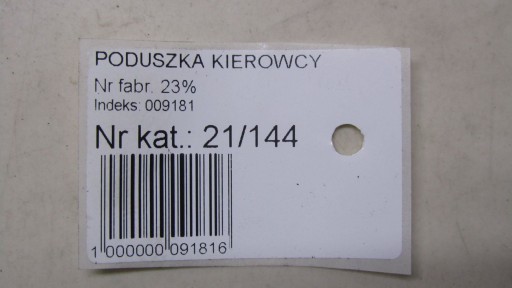 PODUSZKA KIEROWCY
Nr fabr. 23%
Indeks: 009181
Nr kat.: 21/144
1 000000 091816